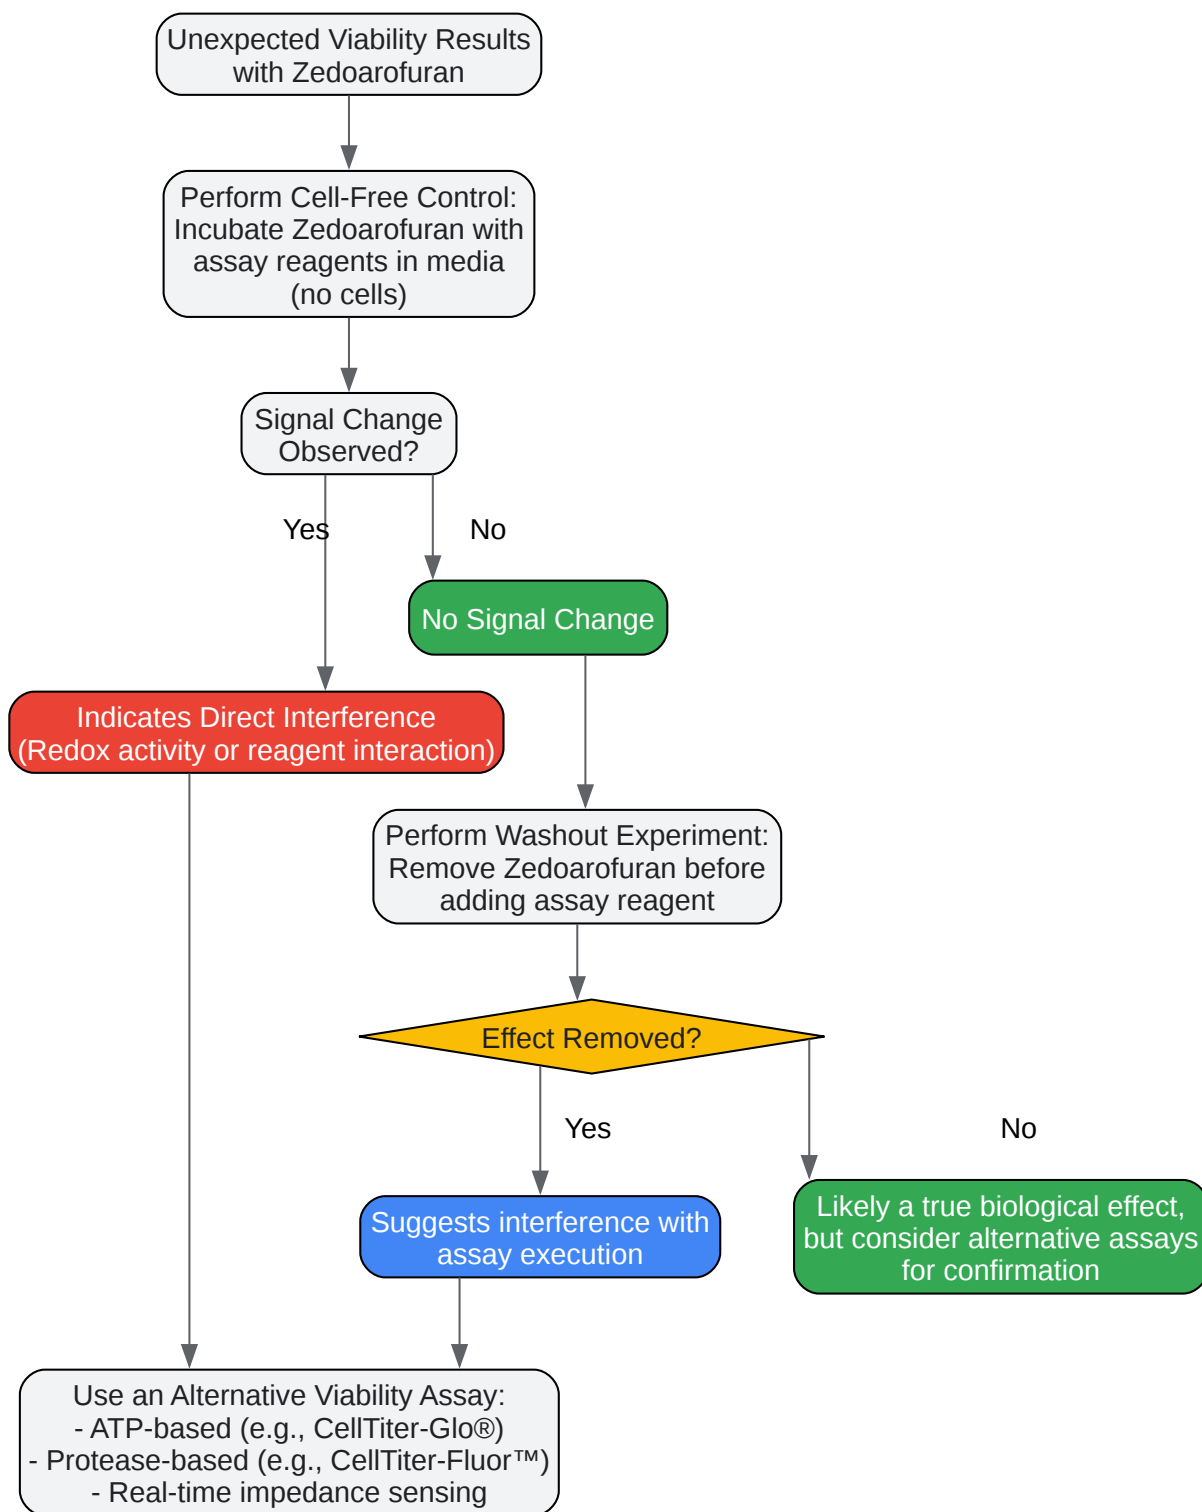 Unexpected Viability Results
with Zedoarofuran
Perform Cell-Free Control:
Incubate Zedoarofuran with
assay reagents in media
(no cells)
Signal Change
Observed?
Yes
No
No Signal Change
Indicates Direct Interference
(Redox activity or reagent interaction)
Perform Washout Experiment:
Remove Zedoarofuran before
adding assay reagent
Effect Removed?
Yes
No
Suggests interference with
assay execution
Likely a true biological effect,
but consider alternative assays
for confirmation
Use an Alternative Viability Assay:
- ATP-based (e.g., CellTiter-Glo®)
- Protease-based (e.g., CellTiter-Fluor™)
- Real-time impedance sensing